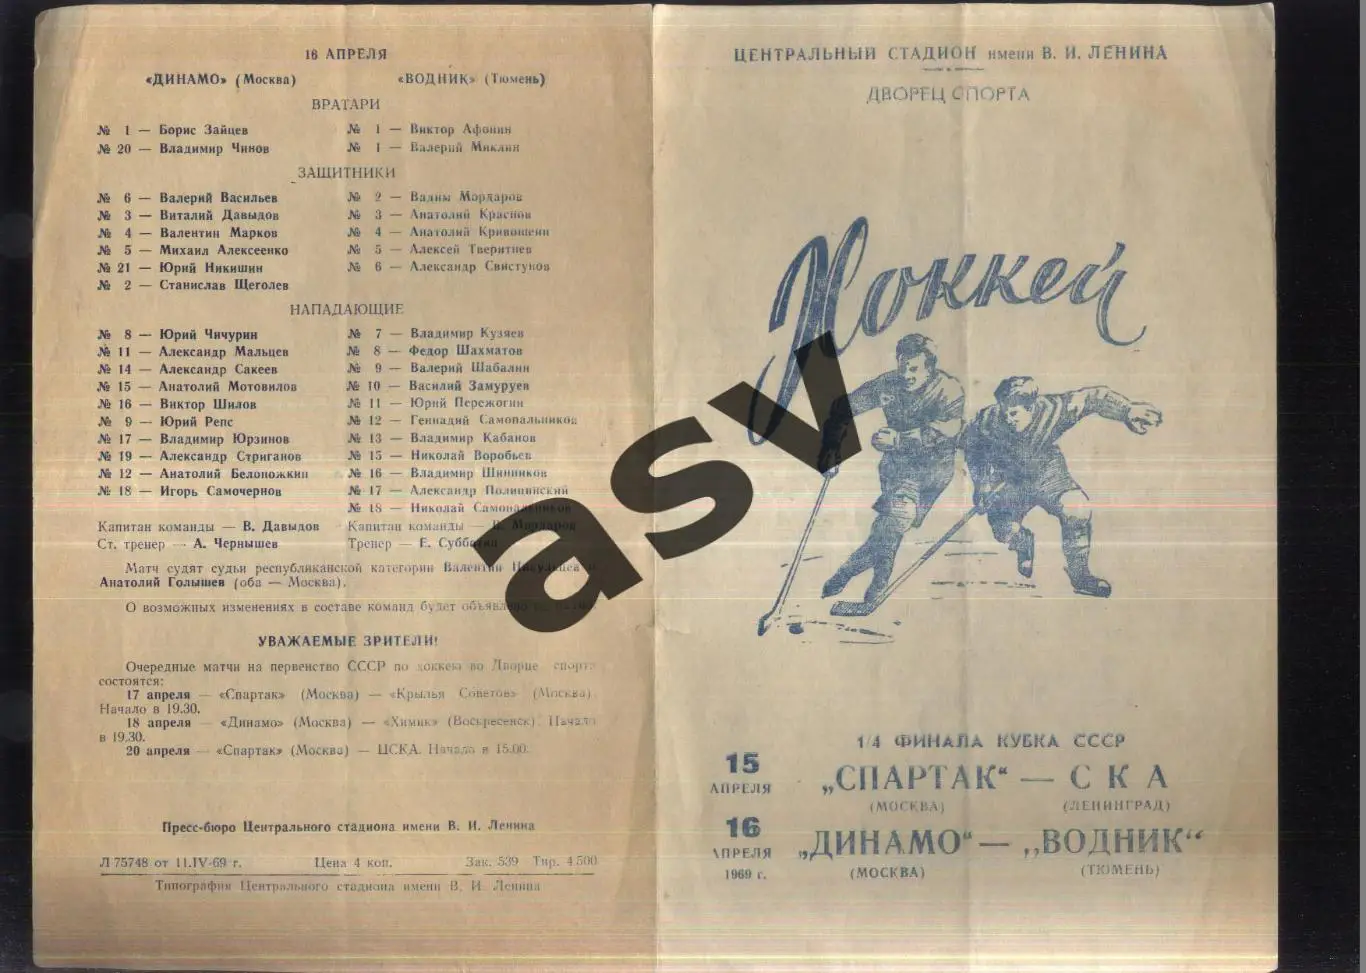 16 АПРЕЛЯ
«ДИНАМО» (Москва) «ВОДНИК» (Тюмень)
ВРАТАРИ
№ 1 — Борис Зайцев № 1 — Виктор Афонин
№ 20 — Владимир Чинов № 1 — Валерий Миклин
ЗАЩИТНИКИ
№ 6 — Валерий Васильев № 2 — Вадим Мордаров
№ 3 — Виталий Давыдов № 3 — Анатолий Краснов
№ 4 — Валентин Марков № 4 — Анатолий Кривошеин
№ 5 — Михаил Алексеенко № 5 — Алексей Тверитнев
№ 21 — Юрий Никишин № 6 — Александр Свистунов
№ 2 — Станислав Щеголев
НАПАДАЮЩИЕ
№ 8 — Юрий Чичурин № 7 — Владимир Кузяев
№ 11 — Александр Мальцев № 8 — Федор Шахматов
№ 14 — Александр Сакеев № 9 — Валерий Шабалин
№ 15 — Анатолий Мотовилов № 10 — Василий Замуруев
№ 16 — Виктор Шилов № 11 — Юрий Пережогин
№ 9 — Юрий Репс № 12 — Геннадий Самопальников
№ 17 — Владимир Юрзинов № 13 — Владимир Кабанов
№ 19 — Александр Стриганов № 15 — Николай Воробьев
№ 12 — Анатолий Белоножкин № 16 — Владимир Шинников
№ 18 — Игорь Самочернов № 17 — Александр Полицинский
№ 18 — Николай Самопальников
Капитан команды — В. Давыдов Капитан команды — В. Мордаров
Ст. тренер — А. Чернышев Тренер — Е. Субботин
Матч судят судьи республиканской категории Валентин и
Анатолий Голышев (оба — Москва).
О возможных изменениях в составе команд будет объявлено по радио.
УВАЖАЕМЫЕ ЗРИТЕЛИ!
Очередные матчи на первенство СССР по хоккею во Дворце спорта
состоятся:
17 апреля — «Спартак» (Москва) — «Крылья Советов» (Москва).
Начало в 19.30.
18 апреля — «Динамо» (Москва) — «Химик» (Воскресенск). Начало
в 19.30.
20 апреля — «Спартак» (Москва) — ЦСКА. Начало в 15.00.
Пресс-бюро Центрального стадиона имени В. И. Ленина
Л 75748 от 11.IV-69 г. Цена 4 коп. Зак. 539 Тир. 4500
Типография Центрального стадиона имени В. И. Ленина
ЦЕНТРАЛЬНЫЙ СТАДИОН имени В. И. ЛЕНИНА
ДВОРЕЦ СПОРТА
Хоккей
1/4 ФИНАЛА КУБКА СССР
15 АПРЕЛЯ „СПАРТАК“ — СКА
(МОСКВА) (ЛЕНИНГРАД)
16 АПРЕЛЯ „ДИНАМО“ — „ВОДНИК“
1969 г. (МОСКВА) (ТЮМЕНЬ)
asv